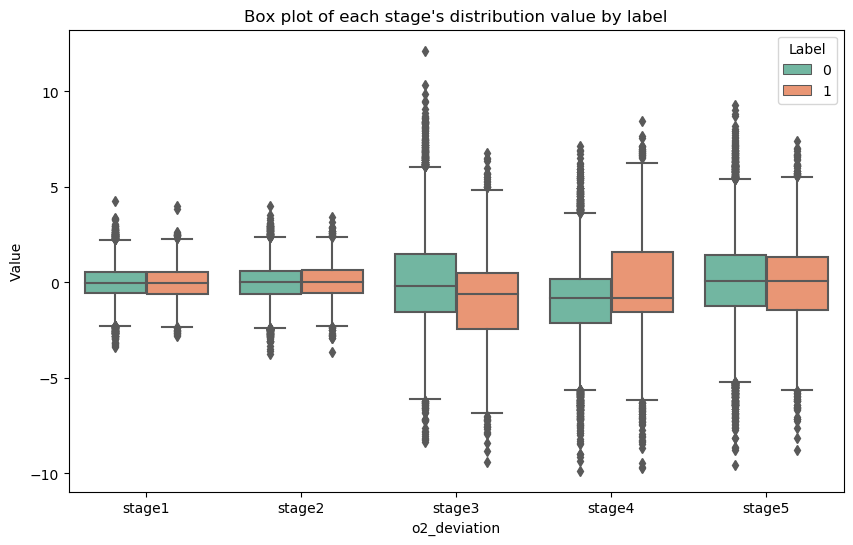 Box plot of each stage's distribution value by label
Label
0
1
10
5
0
−5
−10
Value
stage1
stage2
stage3
stage4
stage5
o2_deviation